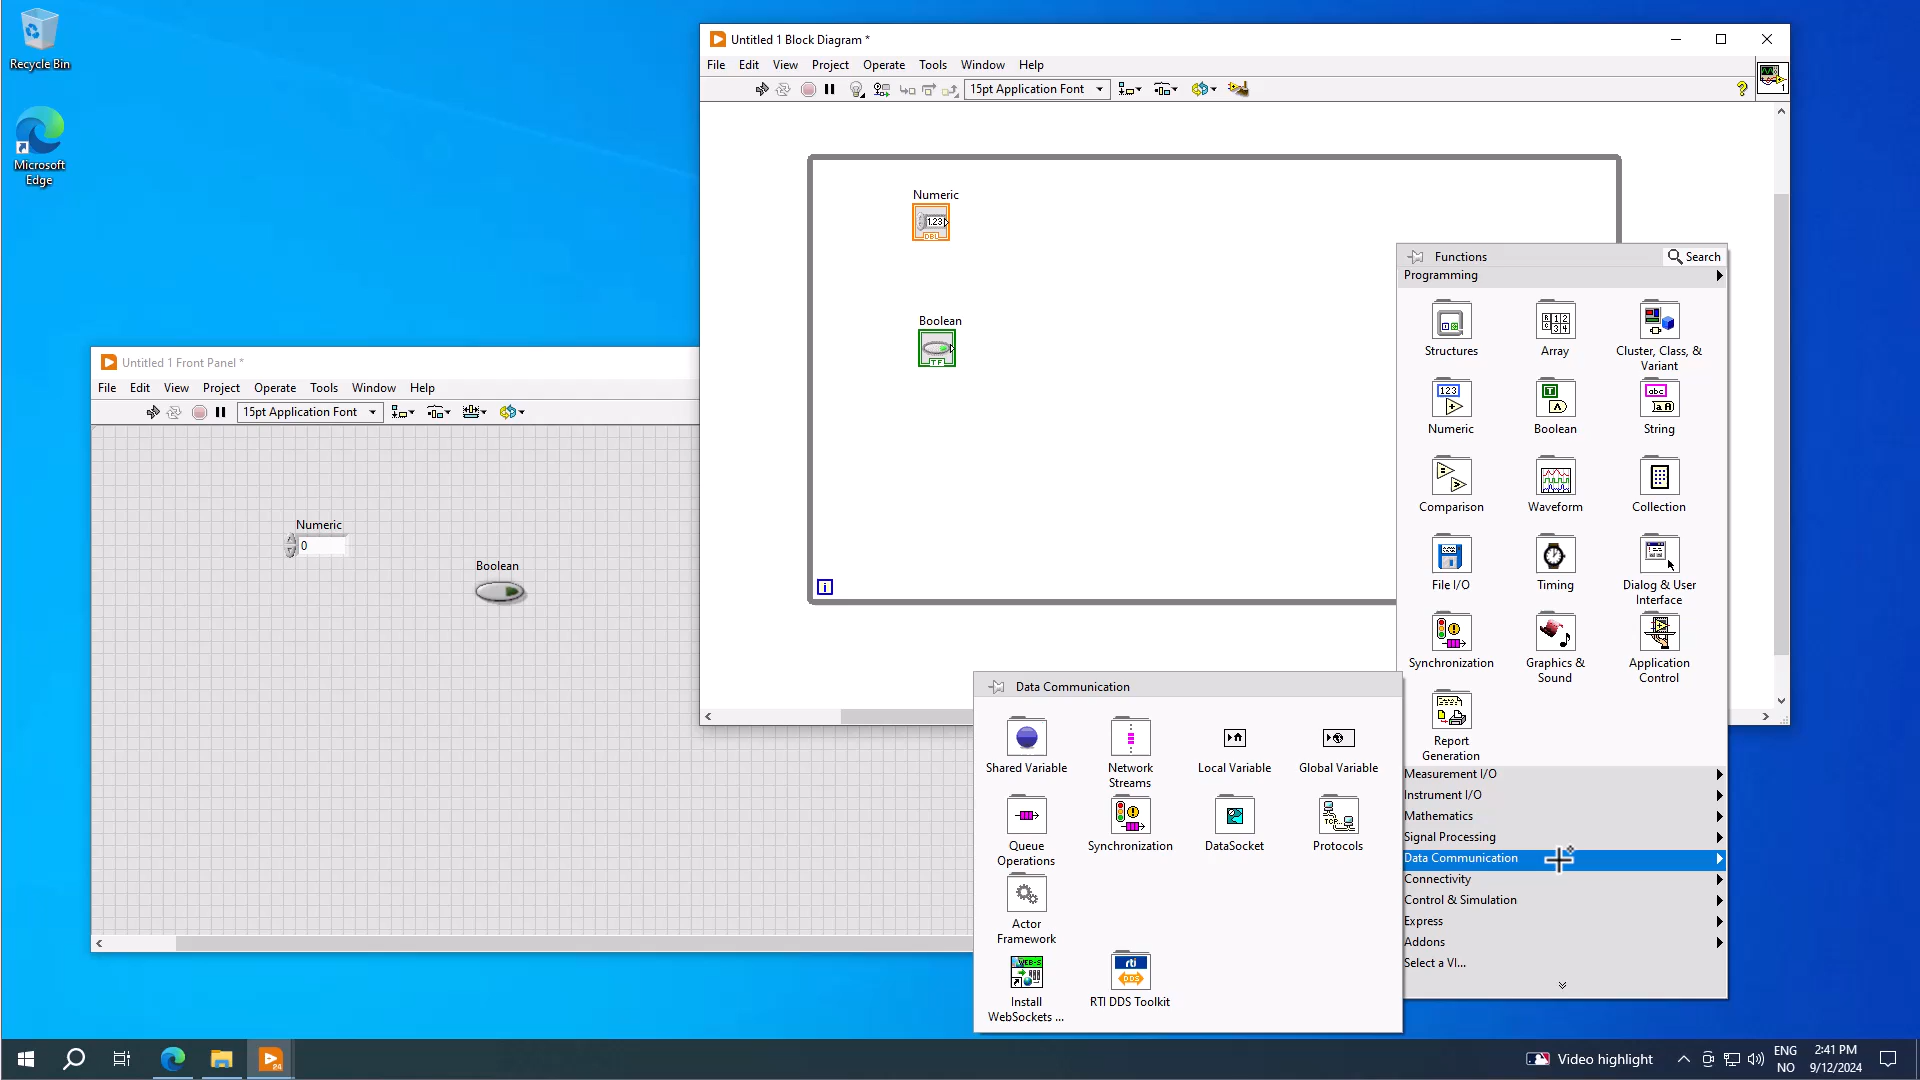 Recycle Bin
Microsoft
Edge
Untitled 1 Block Diagram *
File Edit View Project Operate Tools Window Help
15pt Application Font
?
1
Numeric
1.23
DBL
Boolean
TF
i
Functions
Search
Programming
Structures
Array
Cluster, Class, &
Variant
Numeric
Boolean
String
Comparison
Waveform
Collection
File I/O
Timing
Dialog & User
Interface
Synchronization
Graphics &
Sound
Application
Control
Report
Generation
Measurement I/O
Instrument I/O
Mathematics
Signal Processing
Data Communication
Connectivity
Control & Simulation
Express
Addons
Select a VI...
Data Communication
Shared Variable
Network
Streams
Local Variable
Global Variable
Queue
Operations
Synchronization
DataSocket
Protocols
Actor
Framework
Install
WebSockets ...
RTI DDS Toolkit
Untitled 1 Front Panel *
File Edit View Project Operate Tools Window Help
15pt Application Font
Numeric
0
Boolean
Video highlight
ENG
NO
2:41 PM
9/12/2024